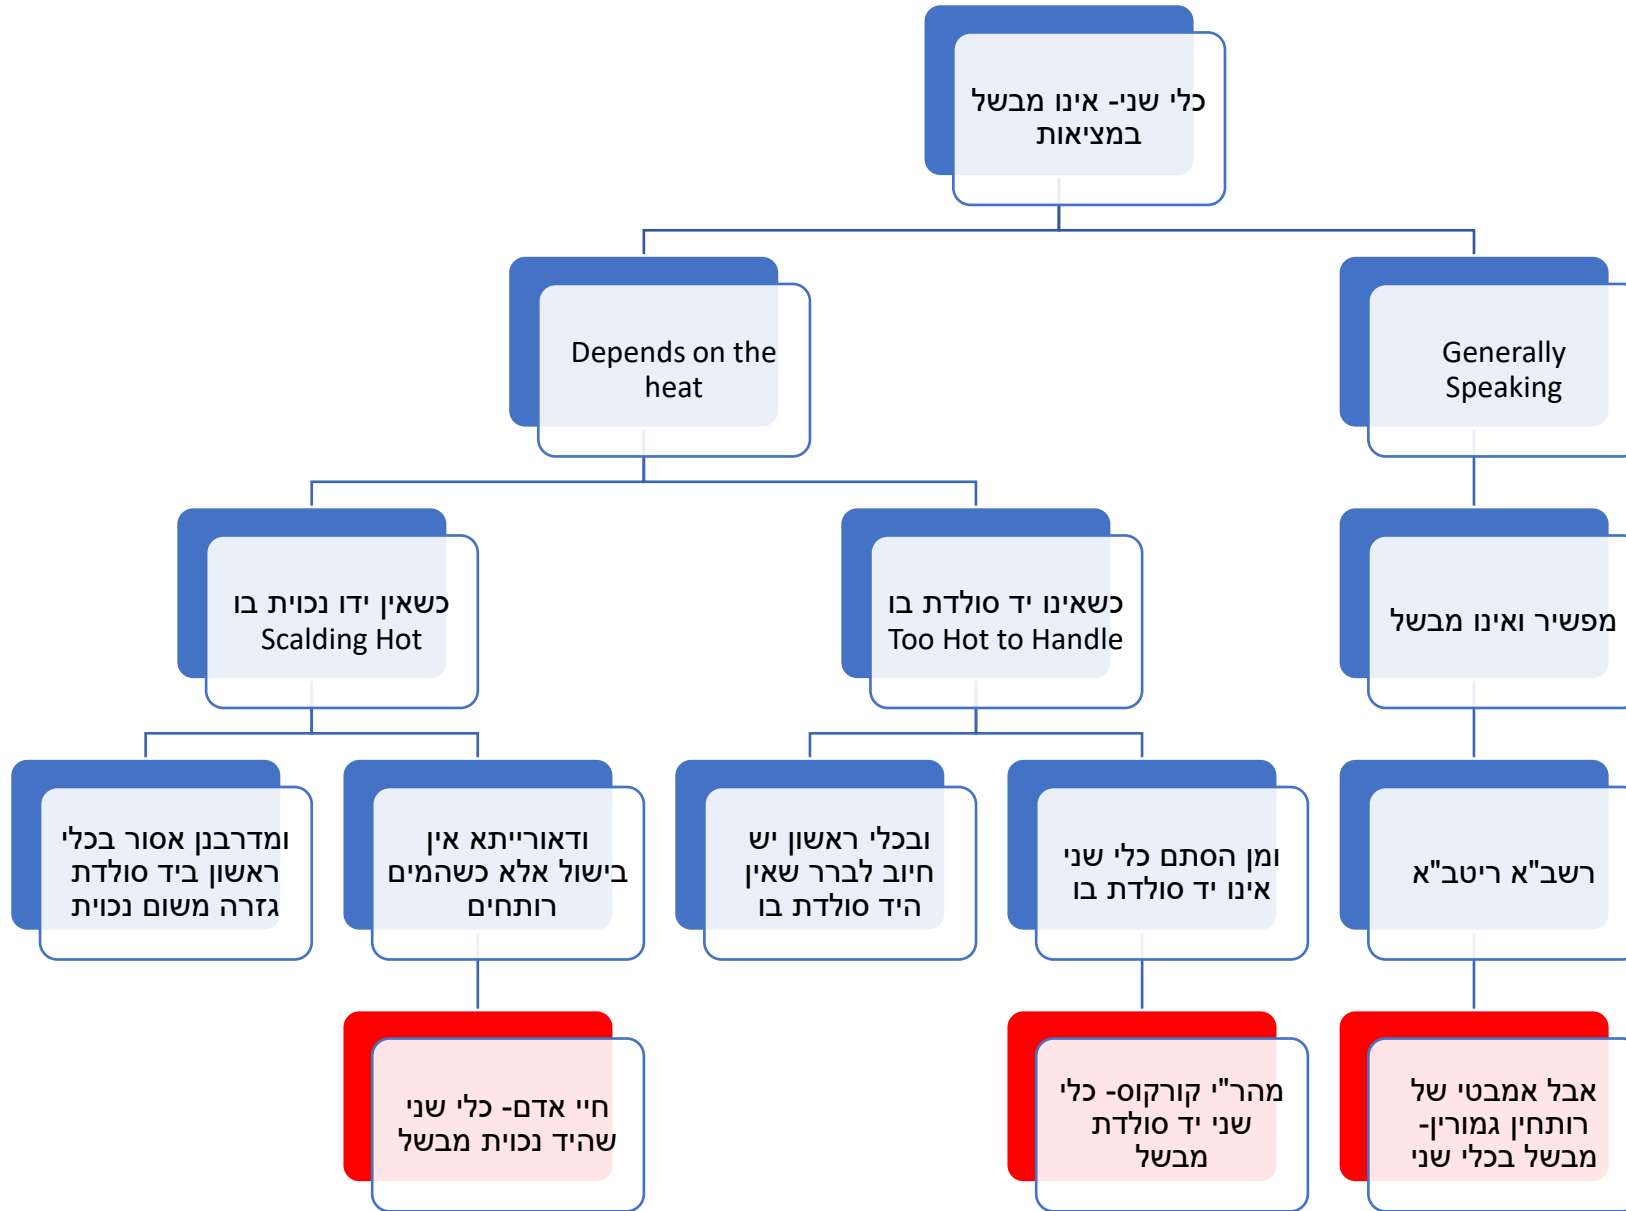 כלי שני- אינו מבשל
במציאות
Depends on the
heat
Generally
Speaking
כשאין ידו נכוית בו
Scalding Hot
כשאינו יד סולדת בו
Too Hot to Handle
מפשיר ואינו מבשל
ומדרבנן אסור בכלי
ראשון ביד סולדת
גזרה משום נכוית
ודאורייתא אין
בישול אלא כשהמים
רותחים
ובכלי ראשון יש
חיוב לברר שאין
היד סולדת בו
ומן הסתם כלי שני
אינו יד סולדת בו
רשב"א ריטב"א
חיי אדם- כלי שני
שהיד נכוית מבשל
מהר"י קורקוס- כלי
שני יד סולדת
מבשל
אבל אמבטי של
רותחין גמורין-
מבשל בכלי שני